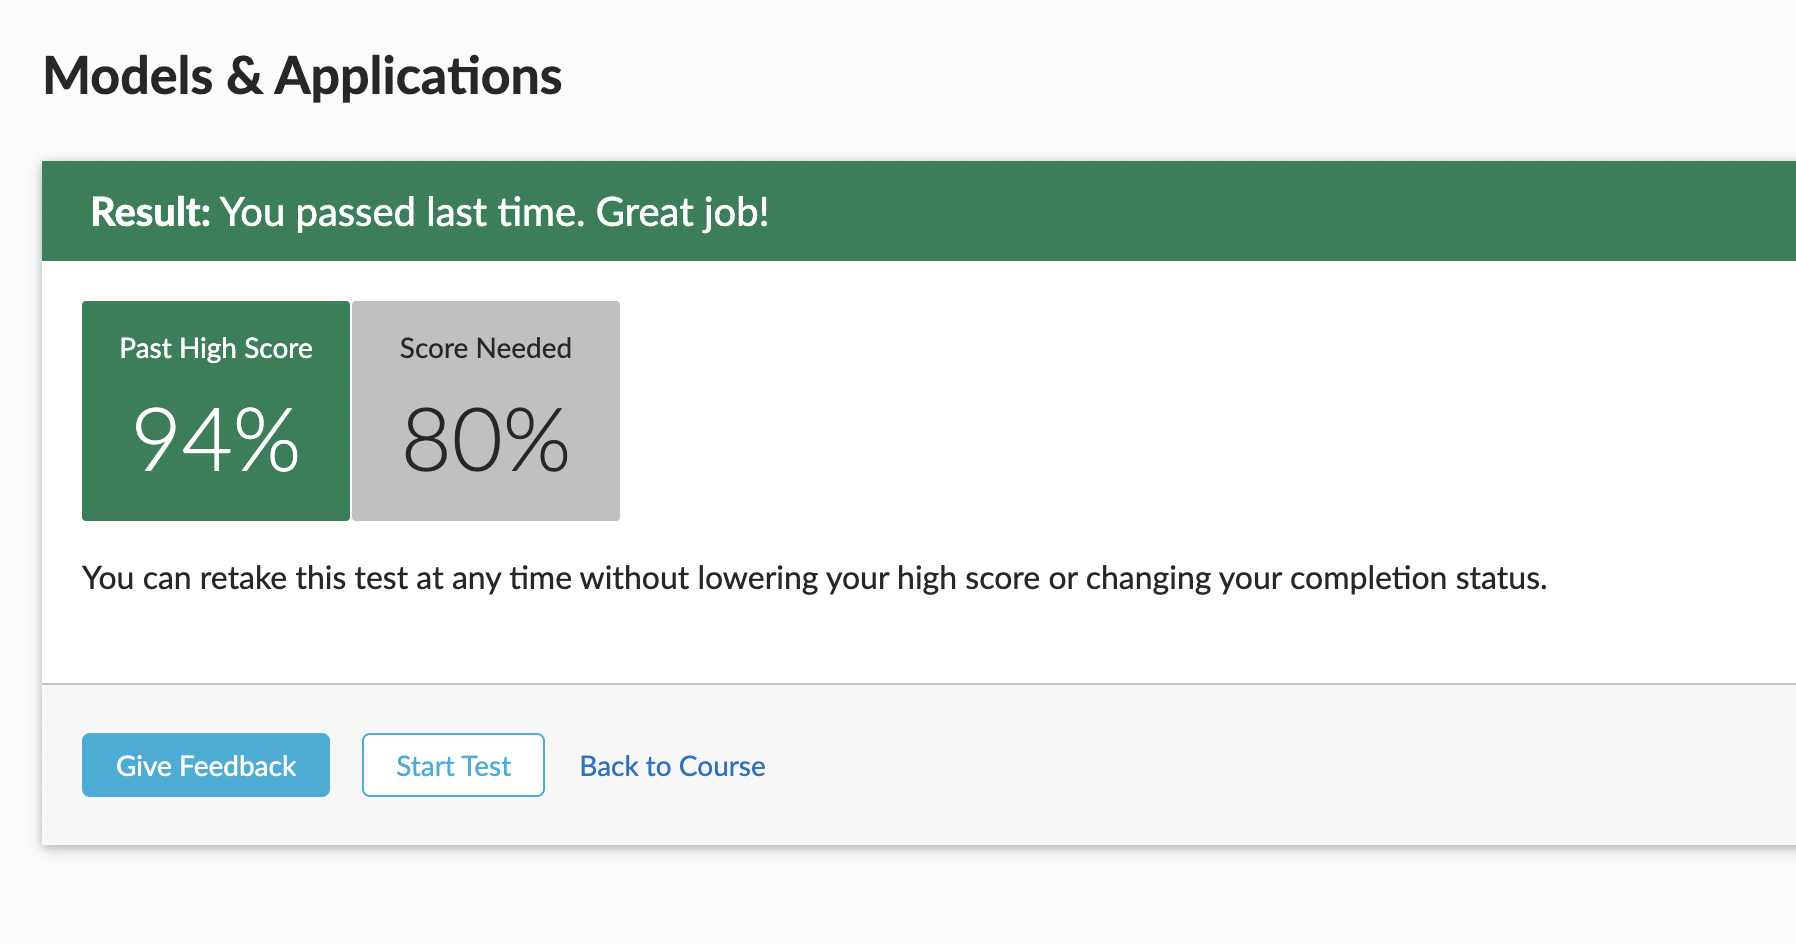 Models & Applications
Result: You passed last time. Great job!
Past High Score
94%
Score Needed
80%
You can retake this test at any time without lowering your high score or changing your completion status.
Give Feedback
Start Test
Back to Course